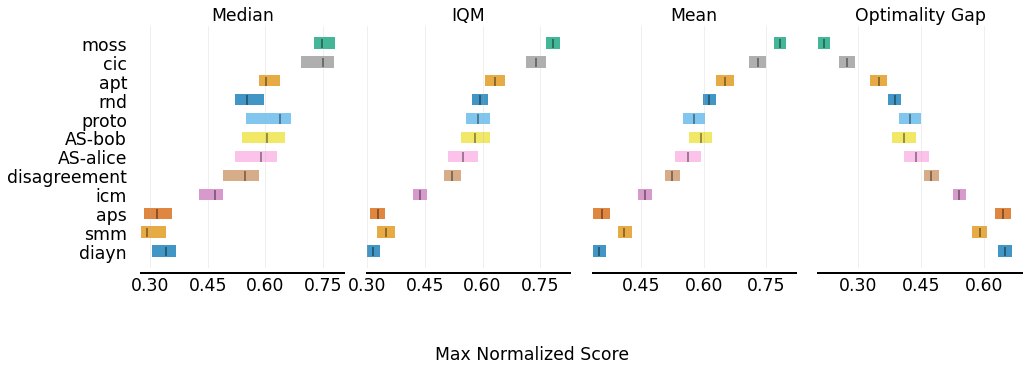 Median IQM Mean Optimality Gap
moss
cic
apt
rnd
proto
AS-bob
AS-alice
disagreement
icm
aps
smm
diayn
0.30 0.45 0.60 0.75 0.30 0.45 0.60 0.75 0.45 0.60 0.75 0.30 0.45 0.60
Max Normalized Score